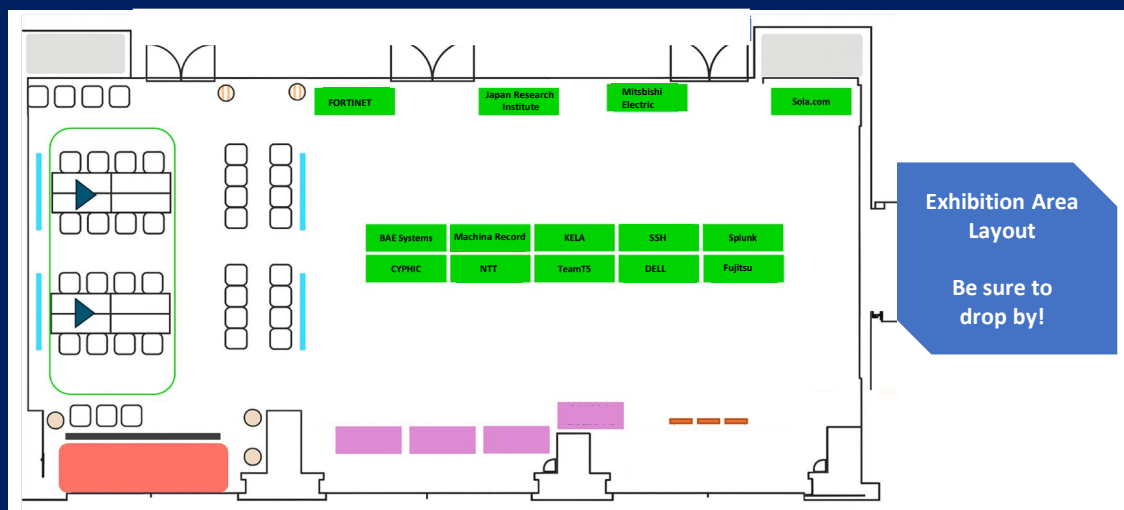 FORTINET
Japan Research
Institute
Mitsbishi
Electric
Sola.com
BAE Systems
Machina Record
KELA
SSH
Splunk
CYPHIC
NTT
TeamT5
DELL
Fujitsu
Exhibition Area
Layout
Be sure to
drop by!